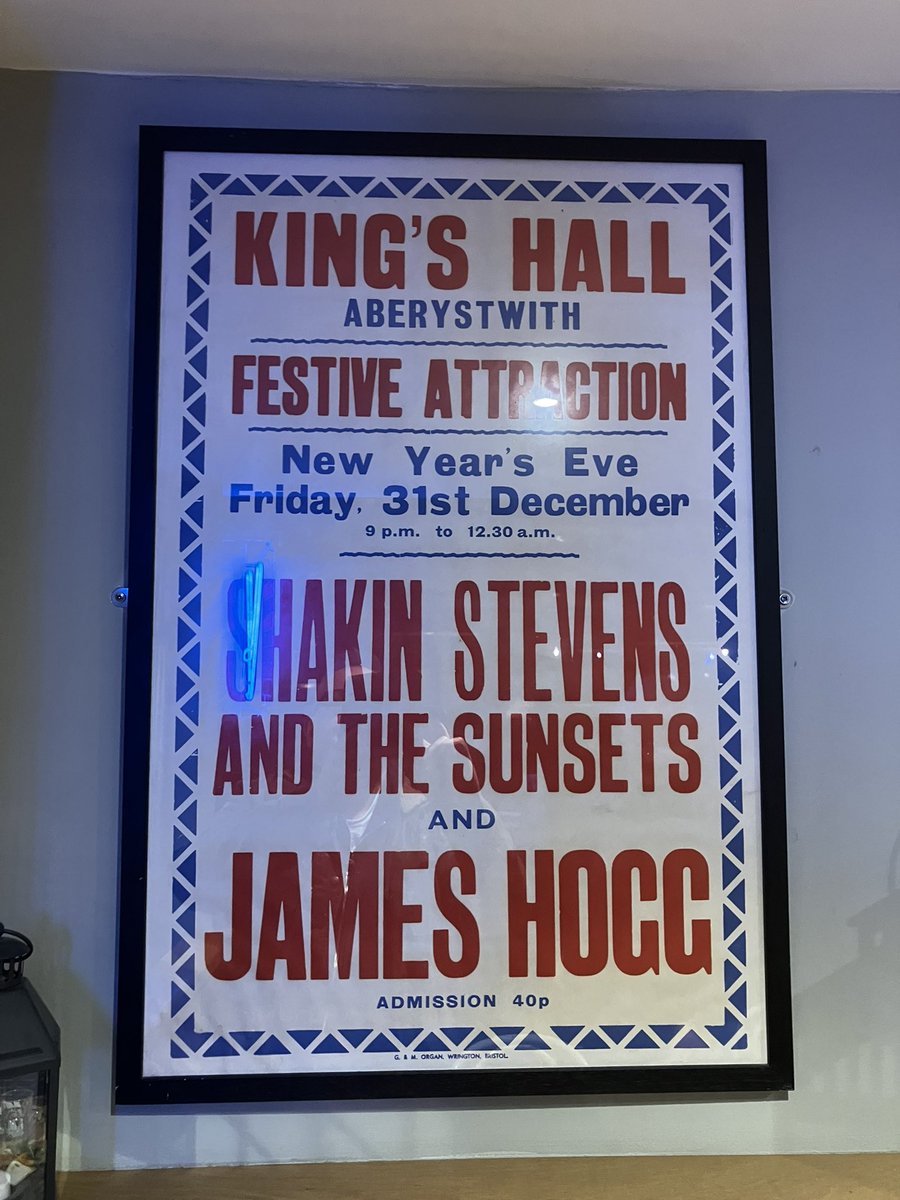 KING'S HALL
ABERYSTWITH
FESTIVE ATTRACTION
New Year's Eve
Friday, 31st December
9 p.m. to 12.30 a.m.
SHAKIN STEVENS
AND THE SUNSETS
AND
JAMES HOGG
ADMISSION 40p
G. & M. ORGAN, WRINGTON, BRISTOL.